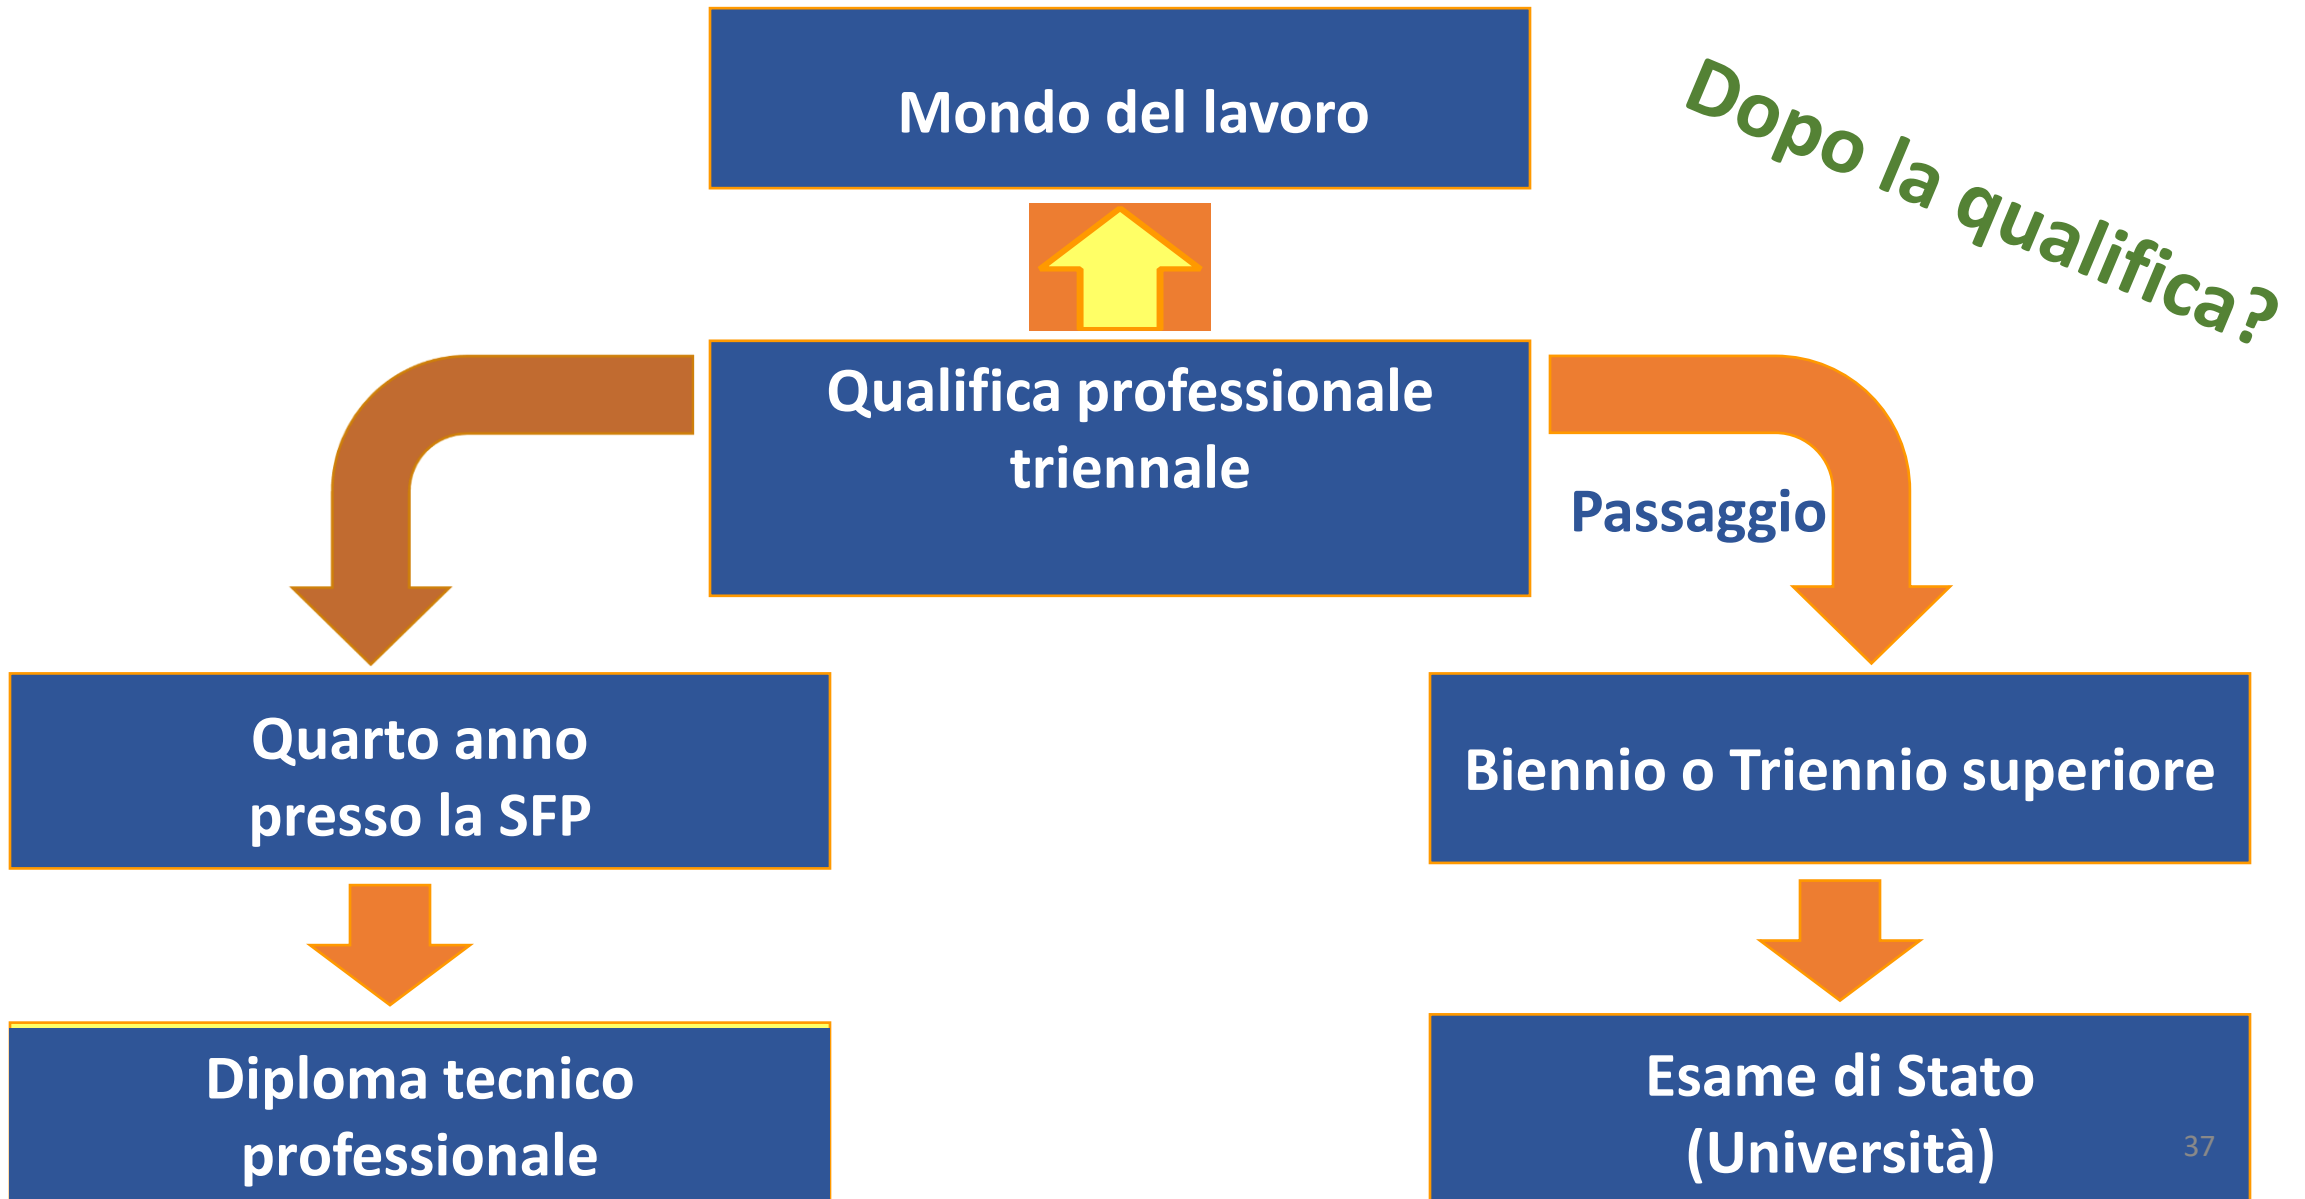 Mondo del lavoro
Dopo la qualifica?
Qualifica professionale
triennale
Passaggio
Quarto anno
presso la SFP
Biennio o Triennio superiore
Diploma tecnico
professionale
Esame di Stato
(Università)
37